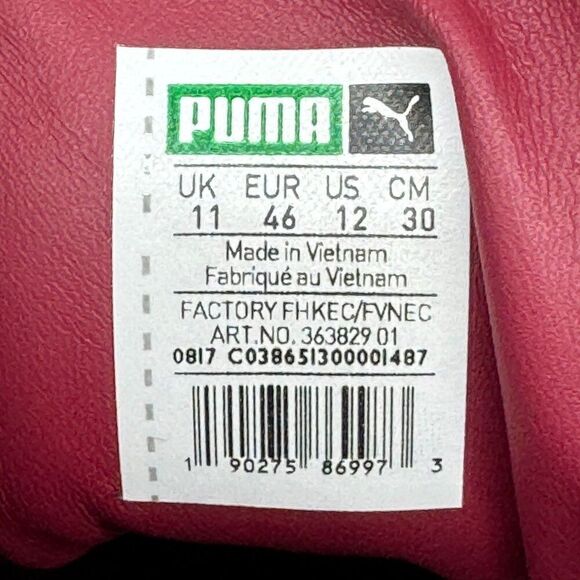 PUMA
UK EUR US CM
11 46 12 30
Made in Vietnam
Fabriqué au Vietnam
FACTORY FHKEC/FVNEC
ART.NO. 363829 01
0817 C038651300001487
1 90275 86997 3